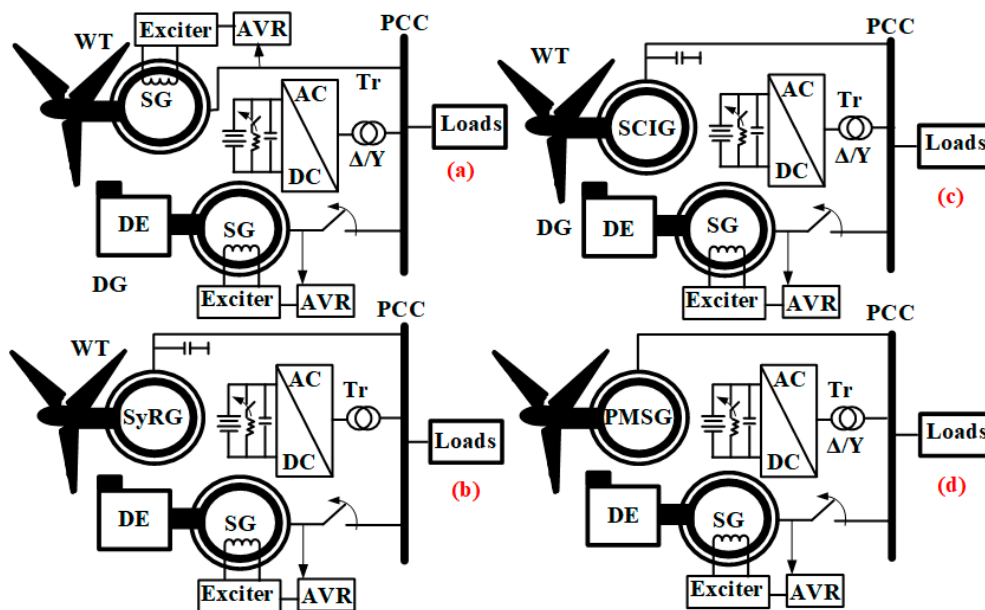 Exciter
AVR
WT
SG
AC
DC
Tr
Δ/Y
PCC
Loads
(a)
DE
SG
DG
Exciter
AVR
PCC
WT
SCIG
AC
DC
Tr
Δ/Y
Loads
(c)
DG
DE
SG
Exciter
AVR
PCC
WT
SyRG
AC
DC
Tr
Loads
(b)
DE
SG
Exciter
AVR
PCC
PMSG
AC
DC
Tr
Δ/Y
Loads
(d)
DE
SG
Exciter
AVR